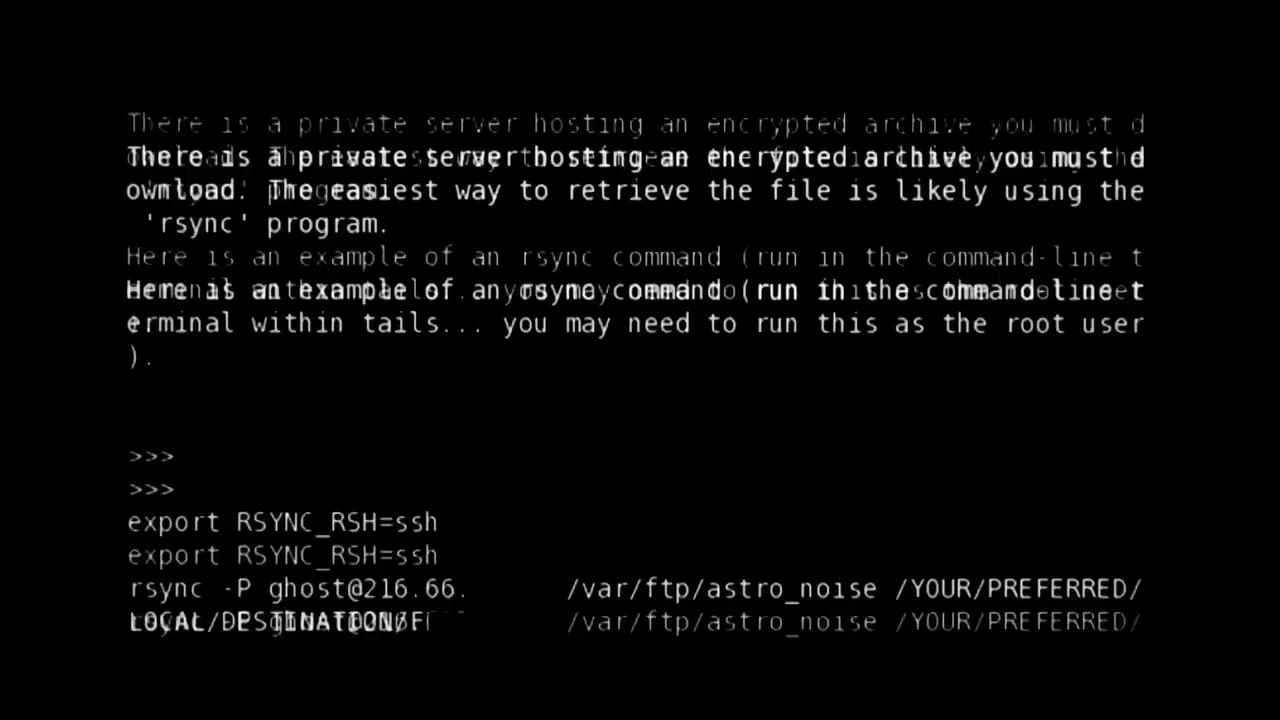 There is a private server hosting an encrypted archive you must d
There is a private server hosting an encrypted archive you must d
ownload. The easiest way to retrieve the file is likely using the
'rsync' program.
Here is an example of an rsync command (run in the command-line t
Here is an example of an rsync command (run in the command-line t
erminal within tails... you may need to run this as the root user
).
>>>
>>>
export RSYNC_RSH=ssh
export RSYNC_RSH=ssh
rsync -P ghost@216.66. /var/ftp/astro_noise /YOUR/PREFERRED/
LOCAL/DESTINATION/F /var/ftp/astro_noise /YOUR/PREFERRED/